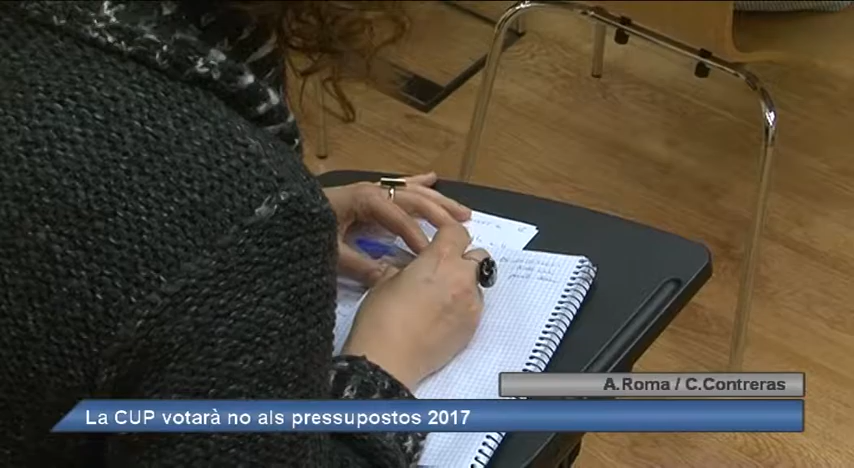 A.Roma / C.Contreras
La CUP votarà no als pressupostos 2017